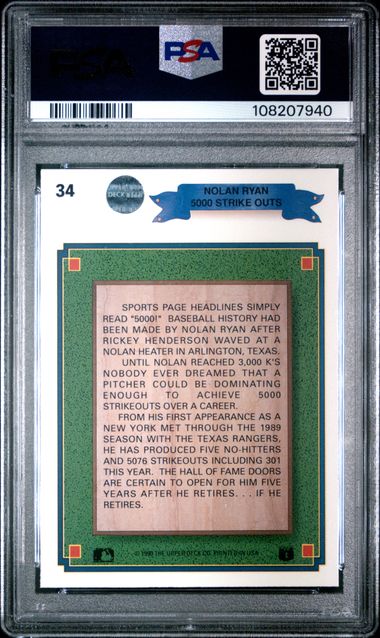 PSA
PSA
108207940
34
UPPER DECK
NOLAN RYAN
5000 STRIKE OUTS
SPORTS PAGE HEADLINES SIMPLY
READ "5000!" BASEBALL HISTORY HAD
BEEN MADE BY NOLAN RYAN AFTER
RICKEY HENDERSON WAVED AT A
NOLAN HEATER IN ARLINGTON, TEXAS.
UNTIL NOLAN REACHED 3,000 K'S
NOBODY EVER DREAMED THAT A
PITCHER COULD BE DOMINATING
ENOUGH TO ACHIEVE 5000
STRIKEOUTS OVER A CAREER.
FROM HIS FIRST APPEARANCE AS A
NEW YORK MET THROUGH THE 1989
SEASON WITH THE TEXAS RANGERS,
HE HAS PRODUCED FIVE NO-HITTERS
AND 5076 STRIKEOUTS INCLUDING 301
THIS YEAR. THE HALL OF FAME DOORS
ARE CERTAIN TO OPEN FOR HIM FIVE
YEARS AFTER HE RETIRES. . . IF HE
RETIRES.
© 1990 THE UPPER DECK CO. PRINTED IN USA